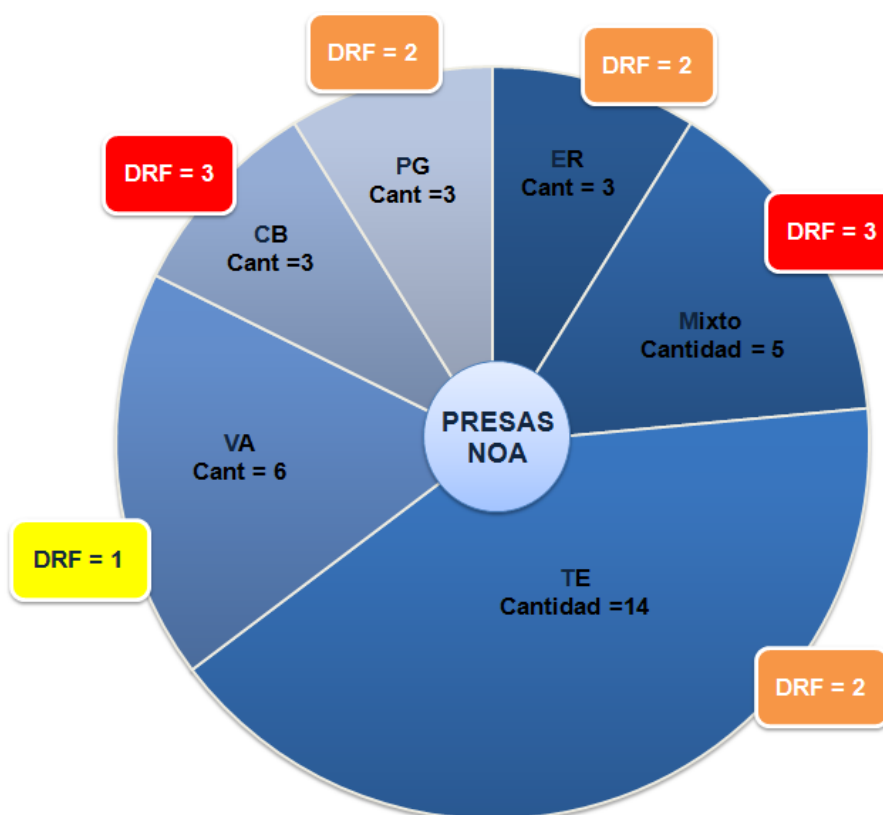 DRF = 2
DRF = 2
PG
Cant =3
ER
Cant = 3
DRF = 3
CB
Cant =3
DRF = 3
Mixto
Cantidad = 5
PRESAS
NOA
VA
Cant = 6
DRF = 1
TE
Cantidad =14
DRF = 2